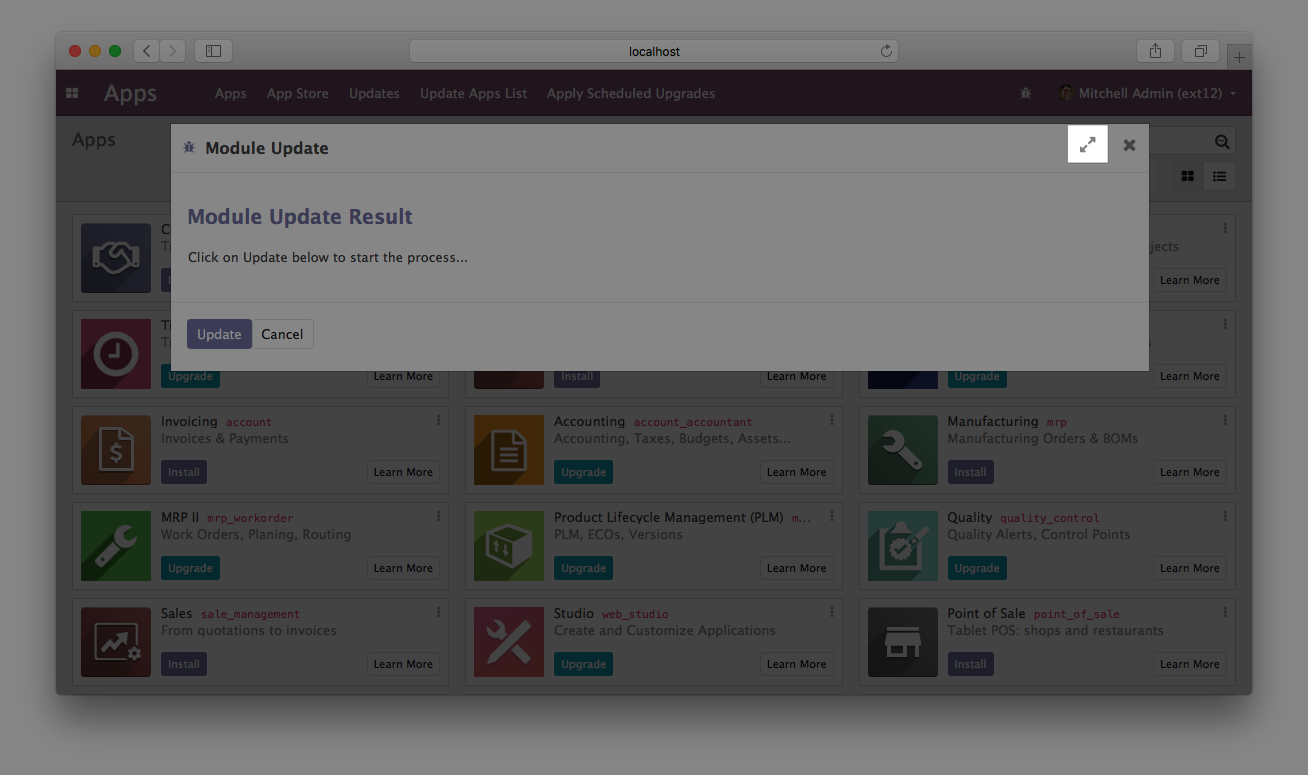 localhost
Apps
Apps
App Store
Updates
Update Apps List
Apply Scheduled Upgrades
Mitchell Admin (ext12)
Apps
Module Update
Module Update Result
Click on Update below to start the process...
Update
Cancel
jects
Learn More
Upgrade
Learn More
Install
Learn More
Upgrade
Learn More
Invoicing account
Invoices & Payments
Install
Learn More
Accounting account_accountant
Accounting, Taxes, Budgets, Assets...
Upgrade
Learn More
Manufacturing mrp
Manufacturing Orders & BOMs
Install
Learn More
MRP II mrp_workorder
Work Orders, Planing, Routing
Upgrade
Learn More
Product Lifecycle Management (PLM) m...
PLM, ECOs, Versions
Upgrade
Learn More
Quality quality_control
Quality Alerts, Control Points
Upgrade
Learn More
Sales sale_management
From quotations to invoices
Install
Learn More
Studio web_studio
Create and Customize Applications
Upgrade
Learn More
Point of Sale point_of_sale
Tablet POS: shops and restaurants
Install
Learn More